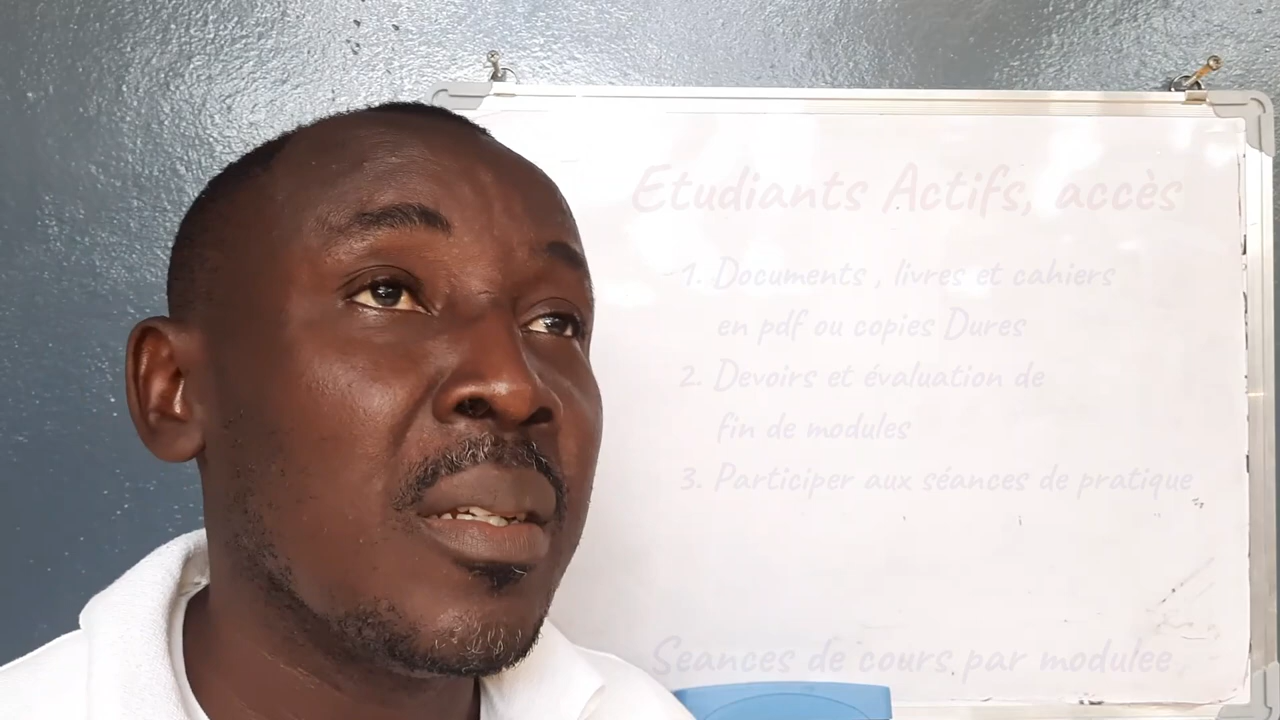 Etudiants Actifs, accès
1. Documents , livres et cahiers
en pdf ou copies Dures
2. Devoirs et évaluation de
fin de modules
3. Participer aux séances de pratique
Seances de cours par modulee